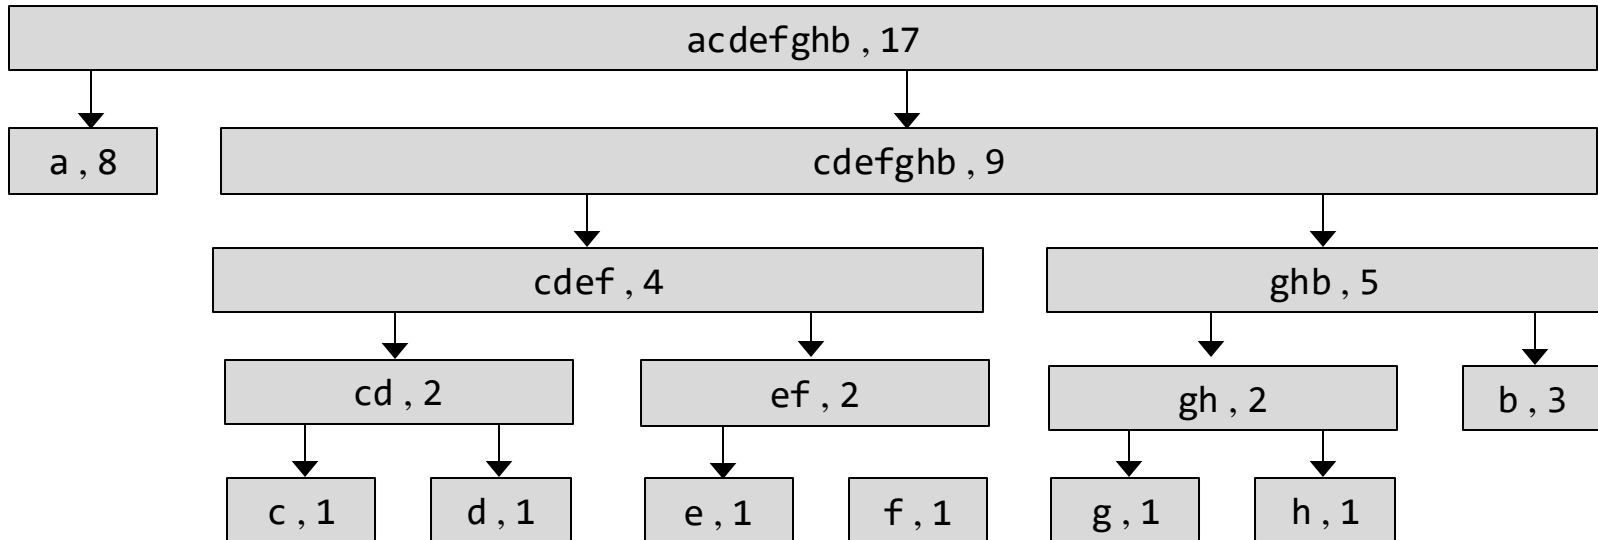 acdefghb , 17
a , 8
cdefghb , 9
cdef , 4
ghb , 5
cd , 2
ef , 2
gh , 2
b , 3
c , 1
d , 1
e , 1
f , 1
g , 1
h , 1